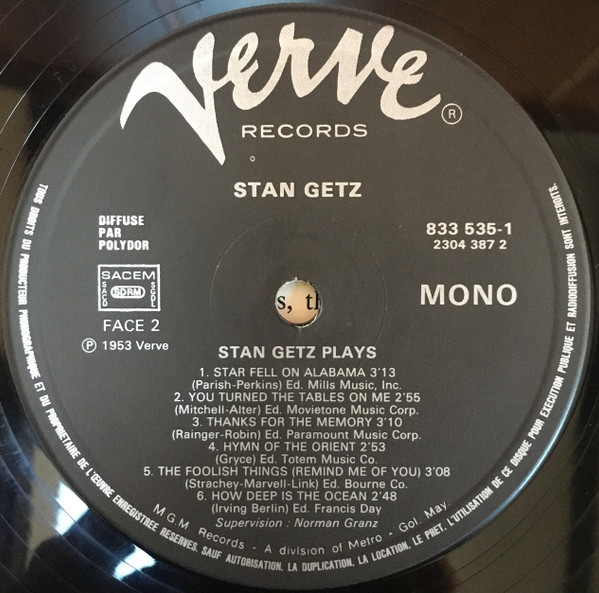 Verve
®
RECORDS
STAN GETZ
DIFFUSE
PAR
POLYDOR
833 535-1
2304 387 2
SACEM
SACD SDRM SGDL
FACE 2
MONO
℗ 1953 Verve
s, th
STAN GETZ PLAYS
1. STAR FELL ON ALABAMA 3'13
(Parish-Perkins) Ed. Mills Music, Inc.
2. YOU TURNED THE TABLES ON ME 2'55
(Mitchell-Alter) Ed. Movietone Music Corp.
3. THANKS FOR THE MEMORY 3'10
(Rainger-Robin) Ed. Paramount Music Corp.
4. HYMN OF THE ORIENT 2'53
(Gryce) Ed. Totem Music Co.
5. THE FOOLISH THINGS (REMIND ME OF YOU) 3'08
(Strachey-Marvell-Link) Ed. Bourne Co.
6. HOW DEEP IS THE OCEAN 2'48
(Irving Berlin) Ed. Francis Day
Supervision : Norman Granz
M.G.M. Records - A division of Metro - Gol. May
TOUS DROITS DU PRODUCTEUR PHONOGRAPHIQUE ET DU PROPRIETAIRE DE L'ŒUVRE ENREGISTREE RESERVES. SAUF AUTORISATION, LA DUPLICATION, LA LOCATION, LE PRET, L'UTILISATION DE CE DISQUE POUR EXECUTION PUBLIQUE ET RADIODIFFUSION SONT INTERDITS.